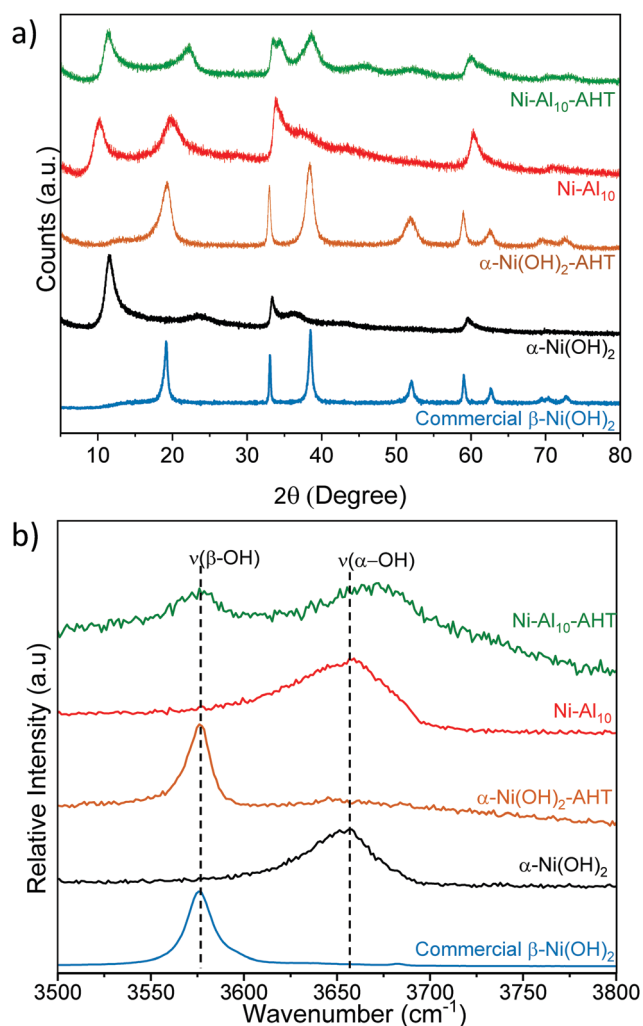 a)
Counts (a.u.)
Ni-Al₁₀-AHT
Ni-Al₁₀
α-Ni(OH)₂-AHT
α-Ni(OH)₂
Commercial β-Ni(OH)₂
10 20 30 40 50 60 70 80
2θ (Degree)
b)
Relative Intensity (a.u)
ν(β-OH) ν(α–OH)
Ni-Al₁₀-AHT
Ni-Al₁₀
α-Ni(OH)₂-AHT
α-Ni(OH)₂
Commercial β-Ni(OH)₂
3500 3550 3600 3650 3700 3750 3800
Wavenumber (cm⁻¹)